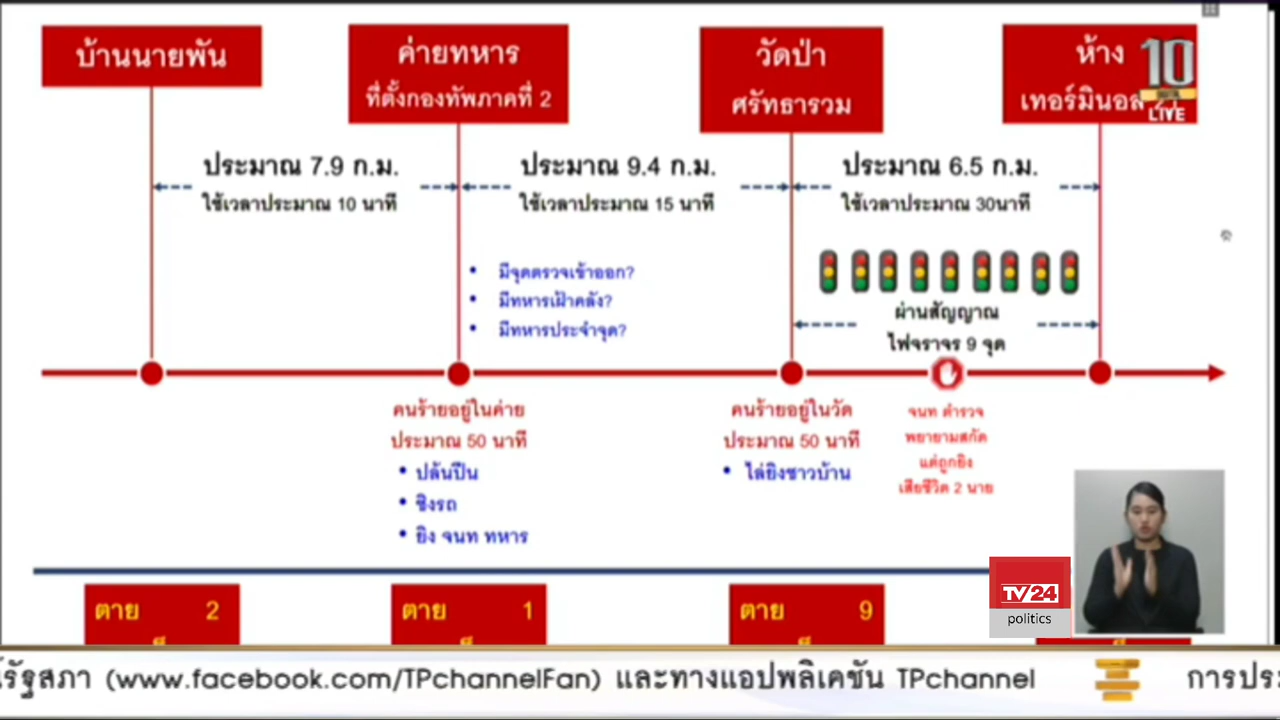 บ้านนายพัน
ค่ายทหาร
ที่ตั้งกองทัพภาคที่ 2
วัดป่า
ศรัทธารวม
ห้าง
เทอร์มินอล 21
10
LIVE
ประมาณ 7.9 ก.ม.
ใช้เวลาประมาณ 10 นาที
ประมาณ 9.4 ก.ม.
ใช้เวลาประมาณ 15 นาที
ประมาณ 6.5 ก.ม.
ใช้เวลาประมาณ 30นาที
• มีจุดตรวจเข้าออก?
• มีทหารเฝ้าคลัง?
• มีทหารประจำจุด?
ผ่านสัญญาณ
ไฟจราจร 9 จุด
คนร้ายอยู่ในค่าย
ประมาณ 50 นาที
• ปล้นปืน
• ชิงรถ
• ยิง จนท ทหาร
คนร้ายอยู่ในวัด
ประมาณ 50 นาที
• ไล่ยิงชาวบ้าน
จนท ตำรวจ
พยายามสกัด
แต่ถูกยิง
เสียชีวิต 2 นาย
ตาย 2
ตาย 1
ตาย 9
TV24
politics
รัฐสภา (www.facebook.com/TPchannelFan) และทางแอปพลิเคชัน TPchannel
การประ